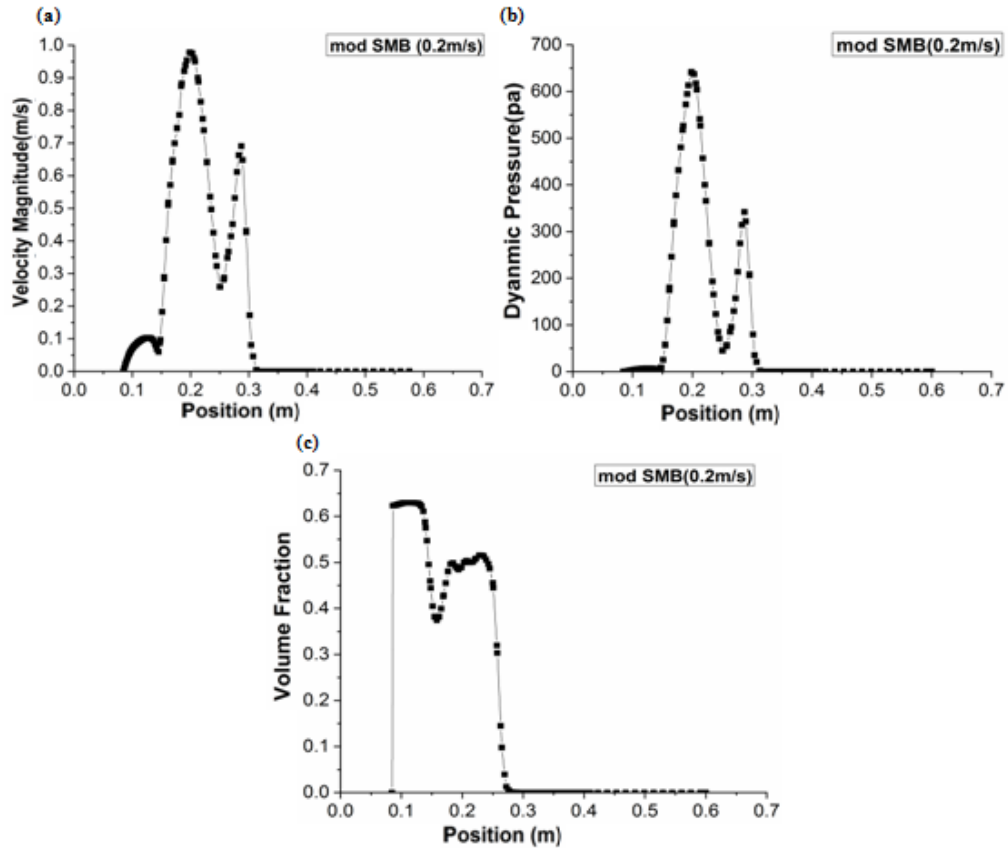 (a)
mod SMB (0.2m/s)
Velocity Magnitude(m/s)
1.0
0.9
0.8
0.7
0.6
0.5
0.4
0.3
0.2
0.1
0.0
0.0 0.1 0.2 0.3 0.4 0.5 0.6 0.7
Position (m)
(b)
mod SMB(0.2m/s)
Dyanmic Pressure(pa)
700
600
500
400
300
200
100
0
0.0 0.1 0.2 0.3 0.4 0.5 0.6 0.7
Position (m)
(c)
mod SMB(0.2m/s)
Volume Fraction
0.7
0.6
0.5
0.4
0.3
0.2
0.1
0.0
0.0 0.1 0.2 0.3 0.4 0.5 0.6 0.7
Position (m)